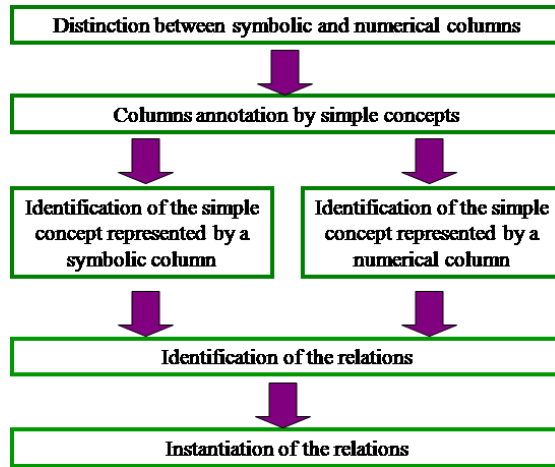 Distinction between symbolic and numerical columns
Columns annotation by simple concepts
Identification of the simple
concept represented by a
symbolic column
Identification of the simple
concept represented by a
numerical column
Identification of the relations
Instantiation of the relations